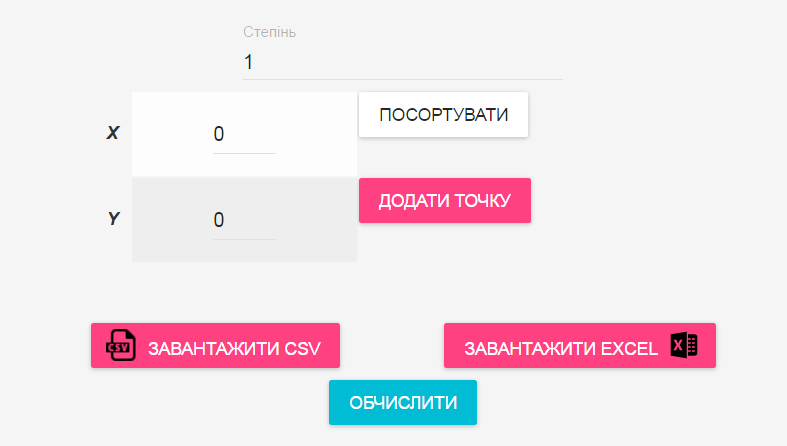 Степінь
1
X 0 ПОСОРТУВАТИ
Y 0 ДОДАТИ ТОЧКУ
CSV ЗАВАНТАЖИТИ CSV ЗАВАНТАЖИТИ EXCEL X
ОБЧИСЛИТИ